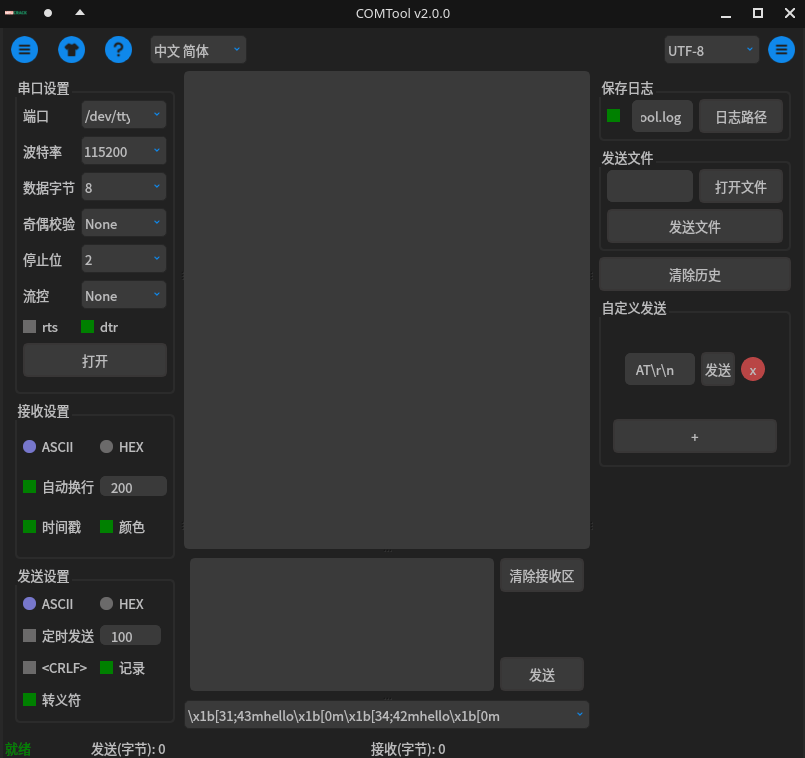 COMTool v2.0.0
?
中文 简体
UTF-8
串口设置
端口
/dev/tty
波特率
115200
数据字节
8
奇偶校验
None
停止位
2
流控
None
rts
dtr
打开
接收设置
ASCII
HEX
自动换行
200
时间戳
颜色
发送设置
ASCII
HEX
定时发送
100
<CRLF>
记录
转义符
清除接收区
发送
\x1b[31;43mhello\x1b[0m\x1b[34;42mhello\x1b[0m
保存日志
ool.log
日志路径
发送文件
打开文件
发送文件
清除历史
自定义发送
AT\r\n
发送
x
+
就绪
发送(字节): 0
接收(字节): 0